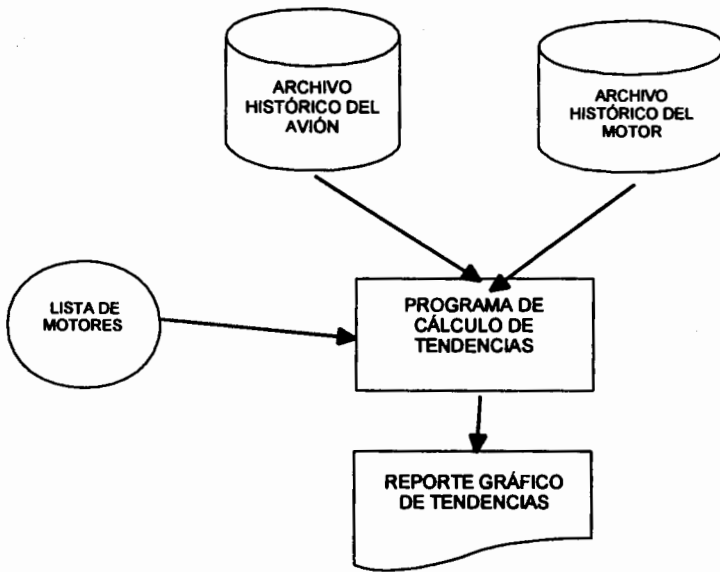 ARCHIVO
HISTÓRICO DEL
AVIÓN
ARCHIVO
HISTÓRICO DEL
MOTOR
LISTA DE
MOTORES
PROGRAMA DE
CÁLCULO DE
TENDENCIAS
REPORTE GRÁFICO
DE TENDENCIAS